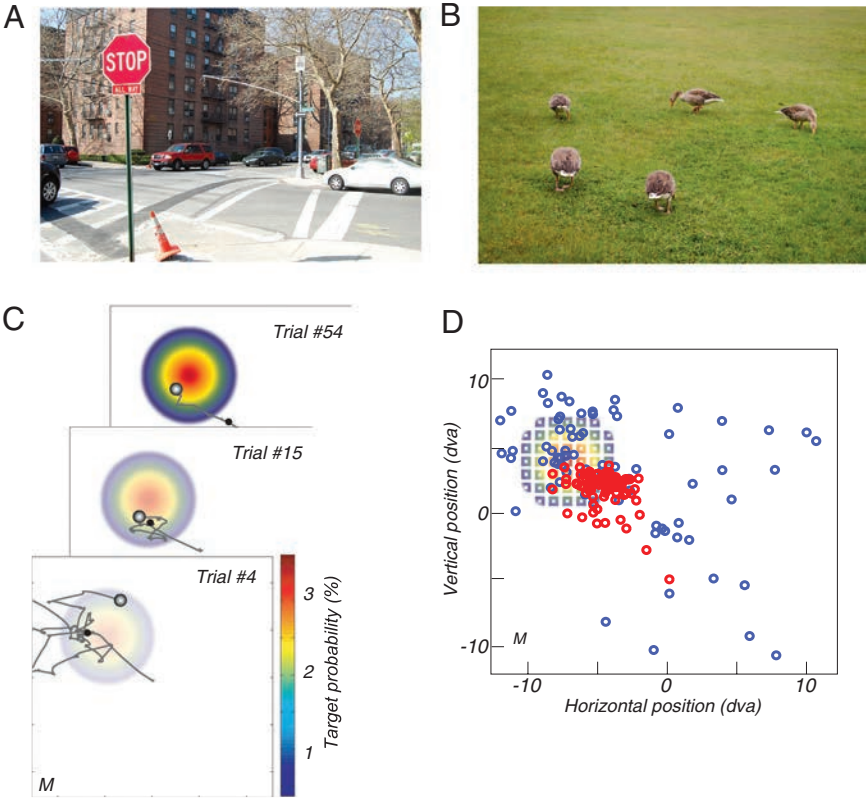 A
B
STOP
ALL WAY
C
Trial #54
Trial #15
Trial #4
3
2
1
Target probability (%)
M
D
10
0
-10
Vertical position (dva)
M
-10
0
10
Horizontal position (dva)